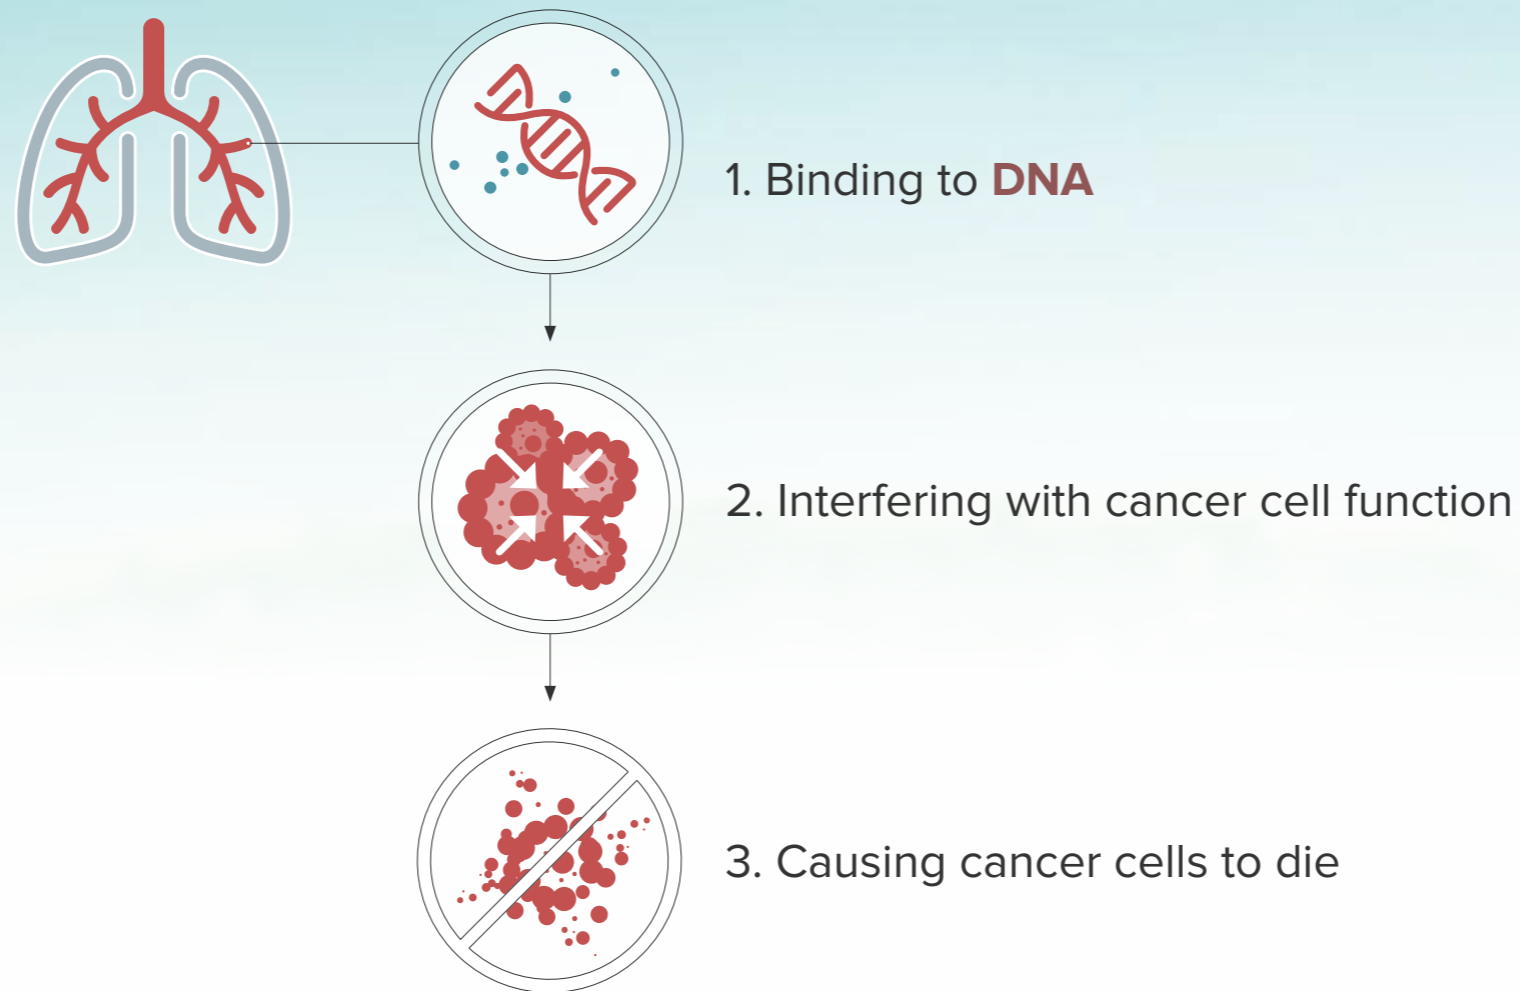 1. Binding to DNA
2. Interfering with cancer cell function
3. Causing cancer cells to die